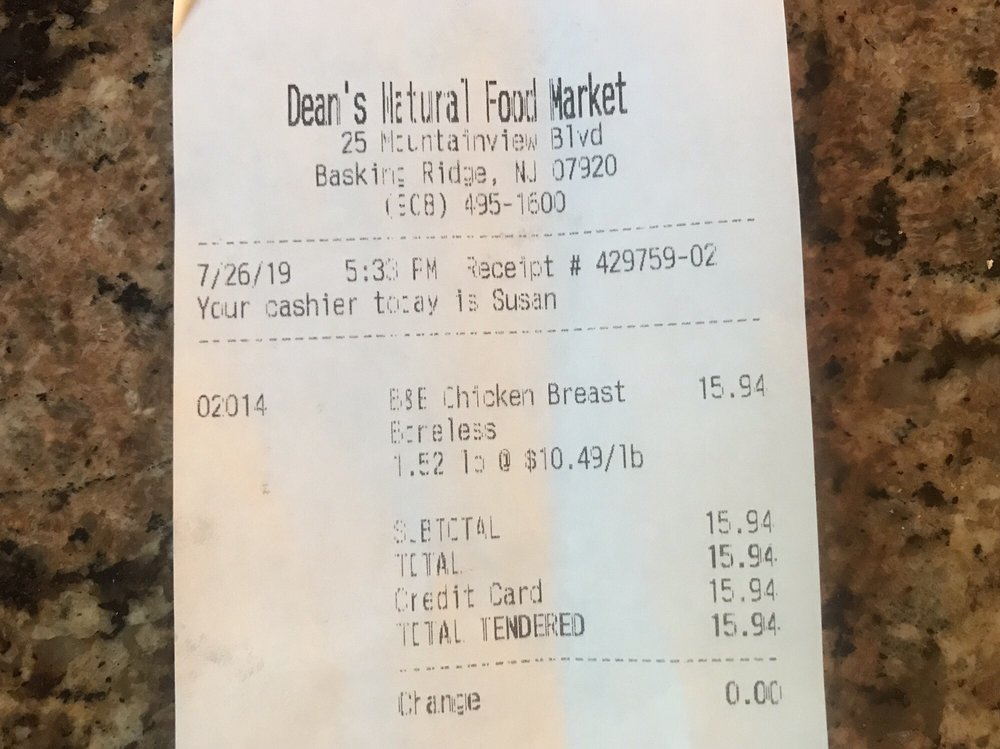 Dean's Natural Food Market
25 Mountainview Blvd
Basking Ridge, NJ 07920
(908) 495-1600
7/26/19 5:33 PM Receipt # 429759-02
Your cashier today is Susan
02014 B&E Chicken Breast 15.94
Boneless
1.52 lb @ $10.49/lb
SUBTOTAL 15.94
TOTAL 15.94
Credit Card 15.94
TOTAL TENDERED 15.94
Change 0.00